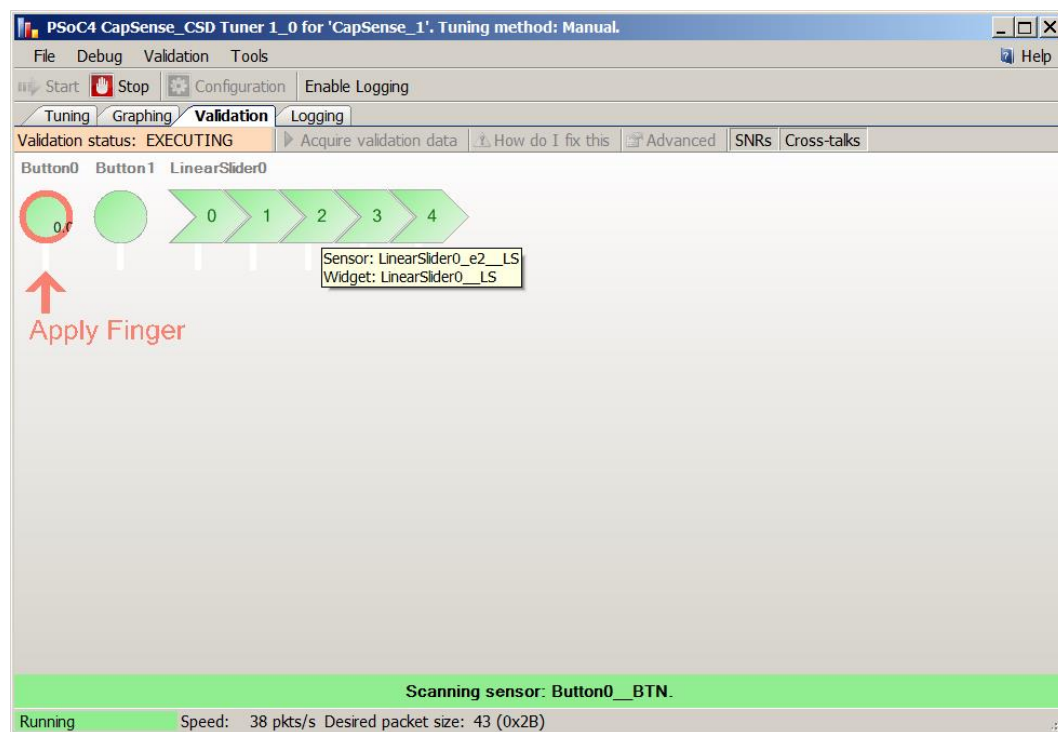 PSoC4 CapSense_CSD Tuner 1_0 for 'CapSense_1'. Tuning method: Manual.
File Debug Validation Tools Help
Start Stop Configuration Enable Logging
Tuning Graphing Validation Logging
Validation status: EXECUTING Acquire validation data How do I fix this Advanced SNRs Cross-talks
Button0 Button1 LinearSlider0
0 1 2 3 4
Sensor: LinearSlider0_e2__LS
Widget: LinearSlider0__LS
Apply Finger
Scanning sensor: Button0__BTN.
Running Speed: 38 pkts/s Desired packet size: 43 (0x2B)